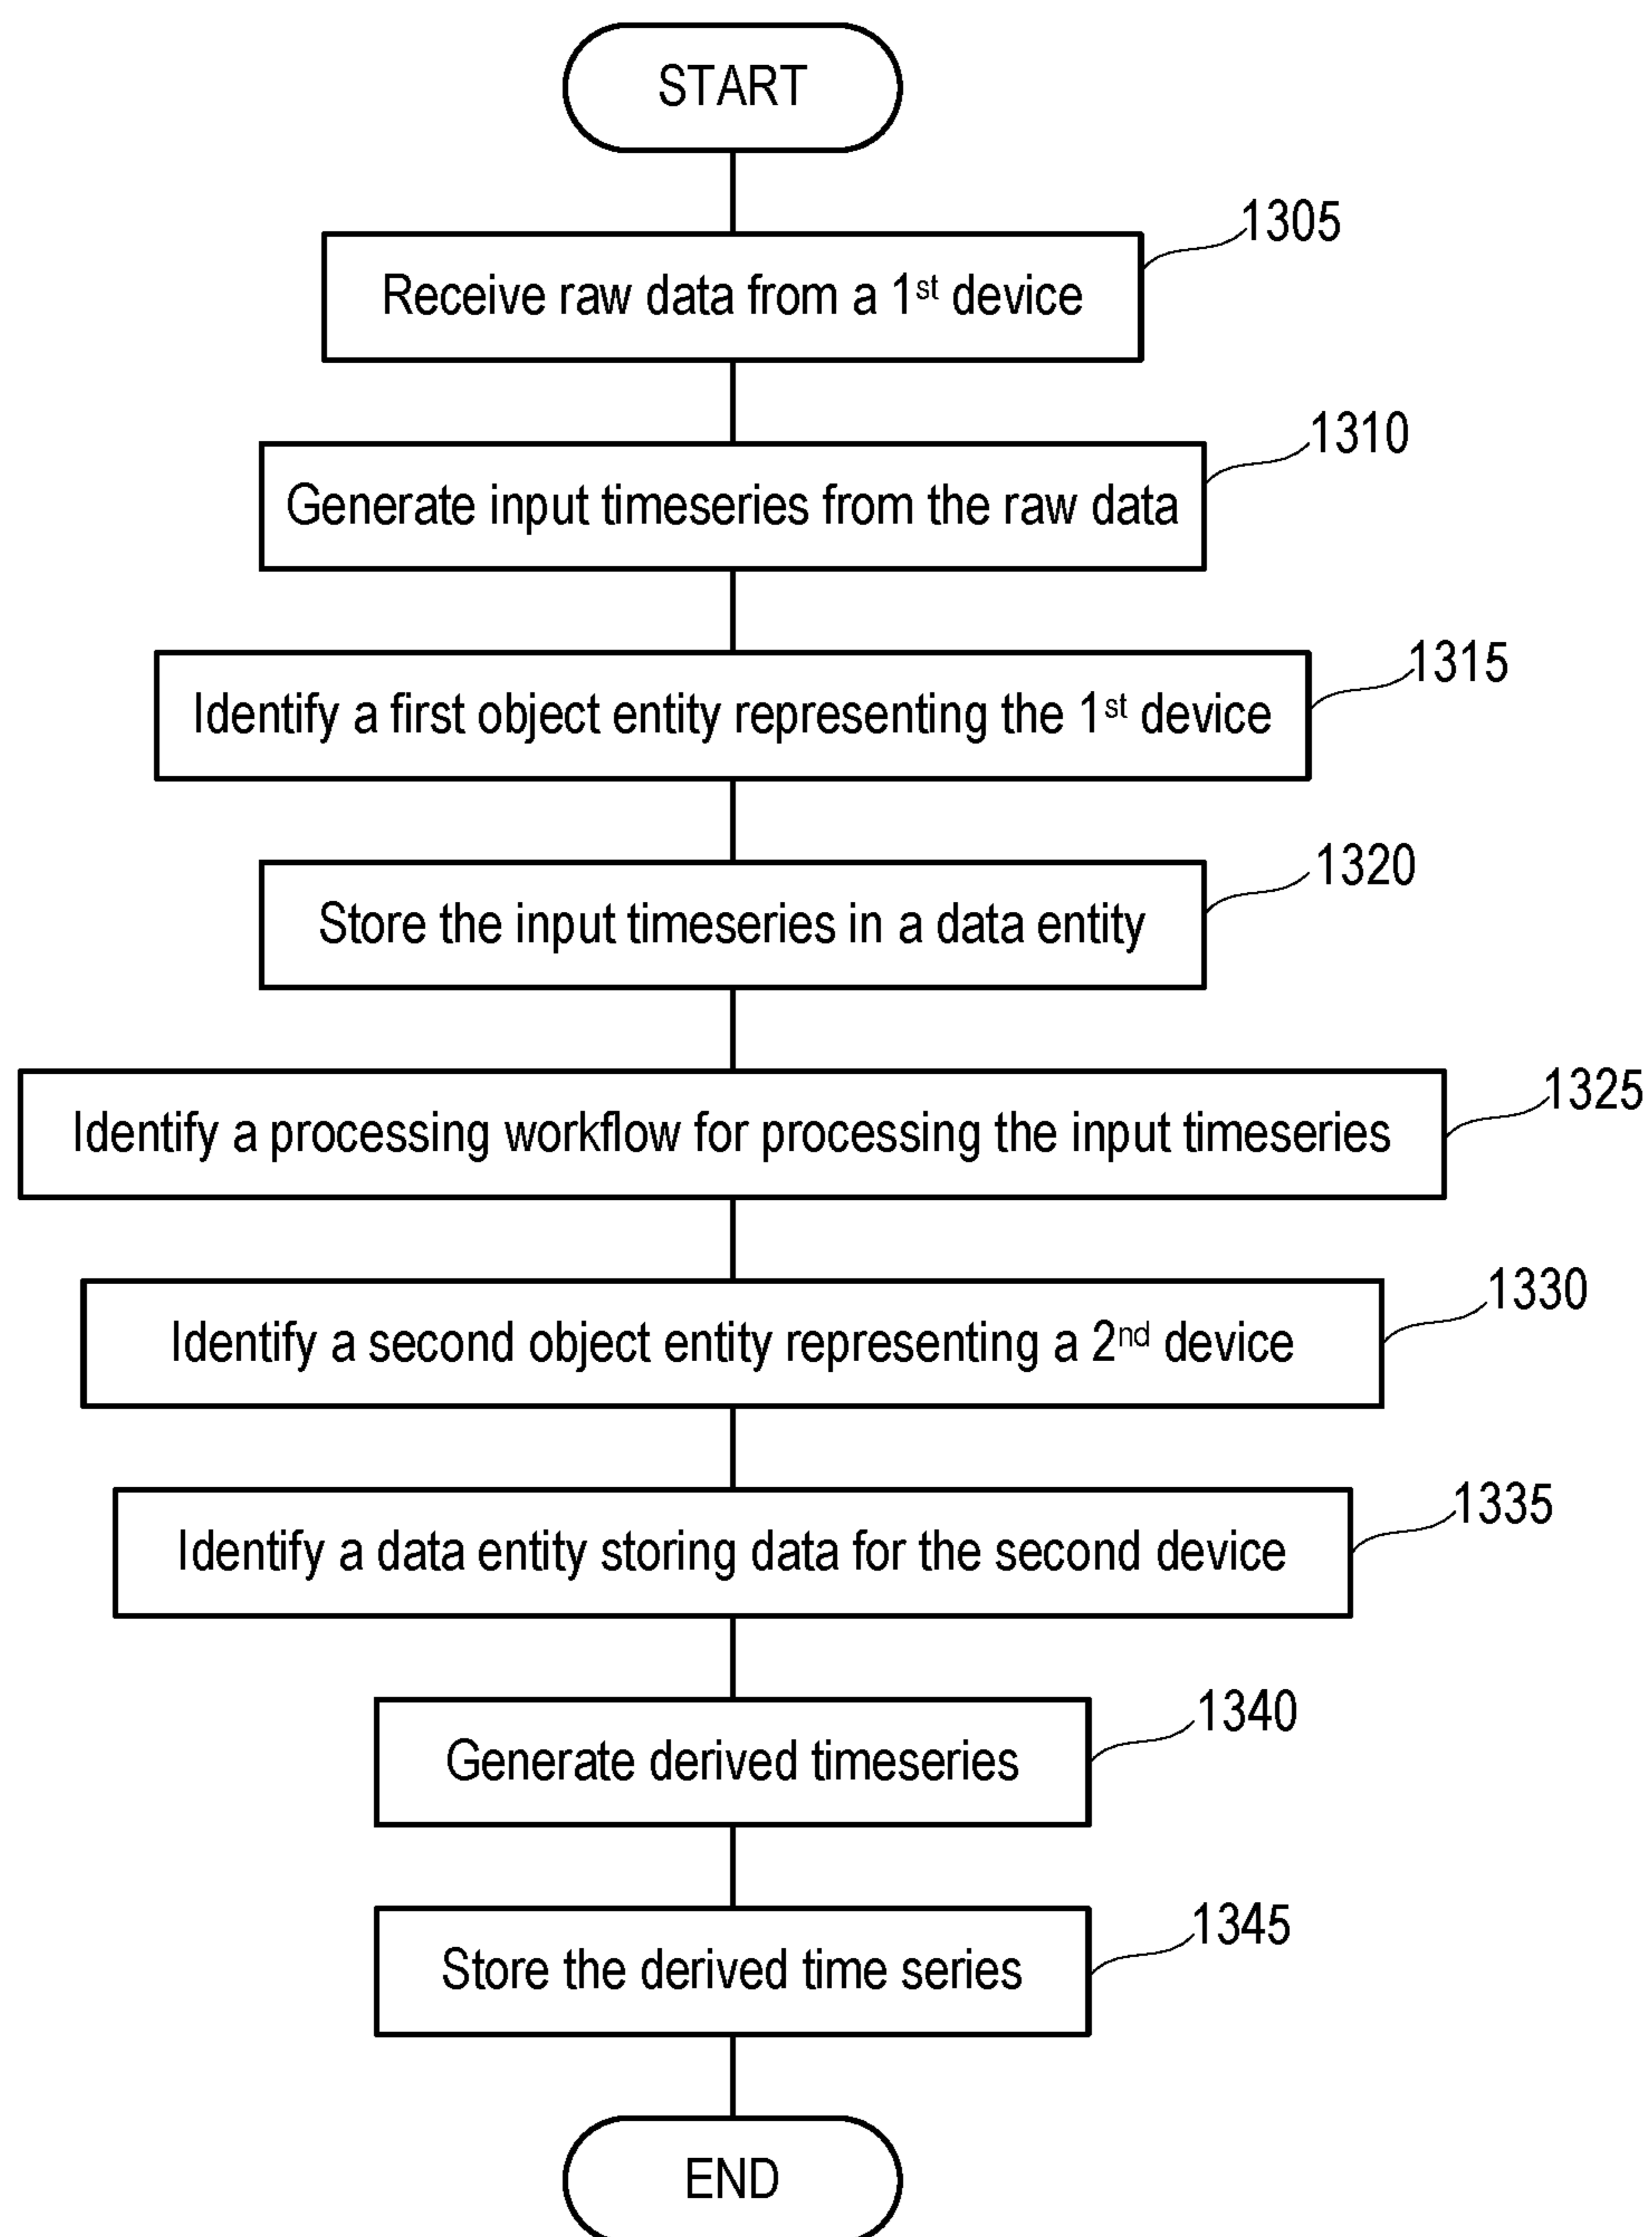 START
1305
Receive raw data from a 1st device
1310
Generate input timeseries from the raw data
1315
Identify a first object entity representing the 1st device
1320
Store the input timeseries in a data entity
1325
Identify a processing workflow for processing the input timeseries
1330
Identify a second object entity representing a 2nd device
1335
Identify a data entity storing data for the second device
1340
Generate derived timeseries
1345
Store the derived time series
END